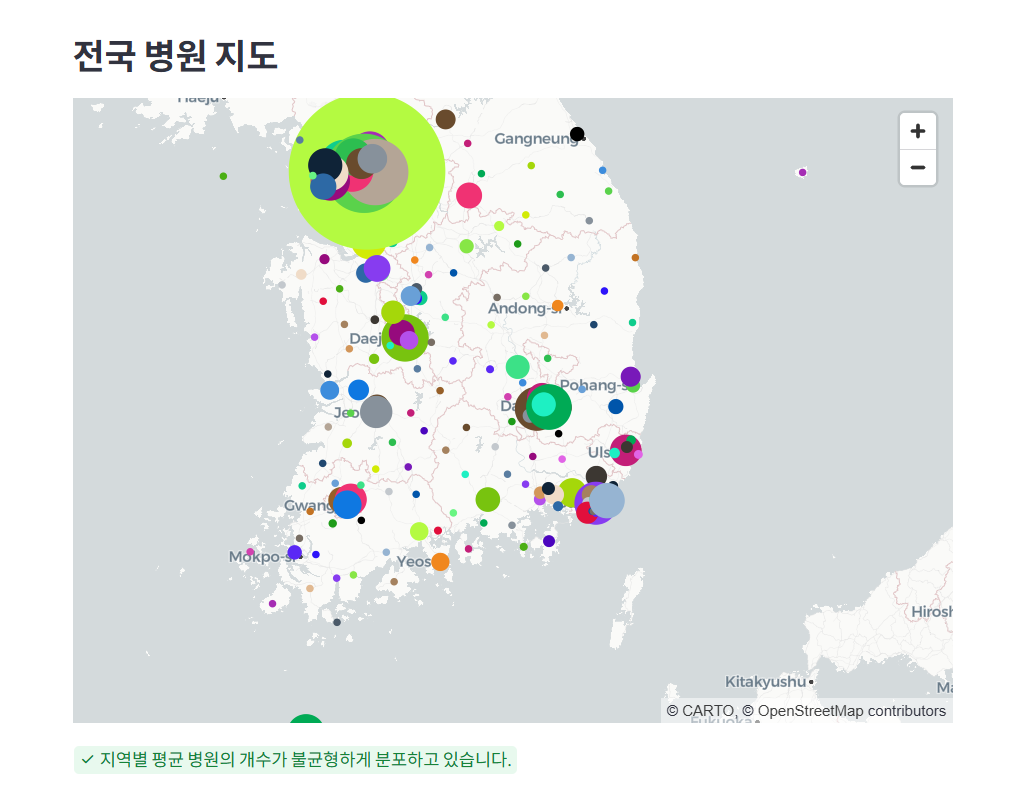 전국 병원 지도
Haeju
Gangneung
+
−
Andong-si
Daej
Pohang-s
Da
Jeo
Uls
Gwang
Mokpo-si
Yeos
Hirosh
Kitakyushu
Ma
© CARTO, © OpenStreetMap contributors
Fukuoka
✓ 지역별 평균 병원의 개수가 불균형하게 분포하고 있습니다.